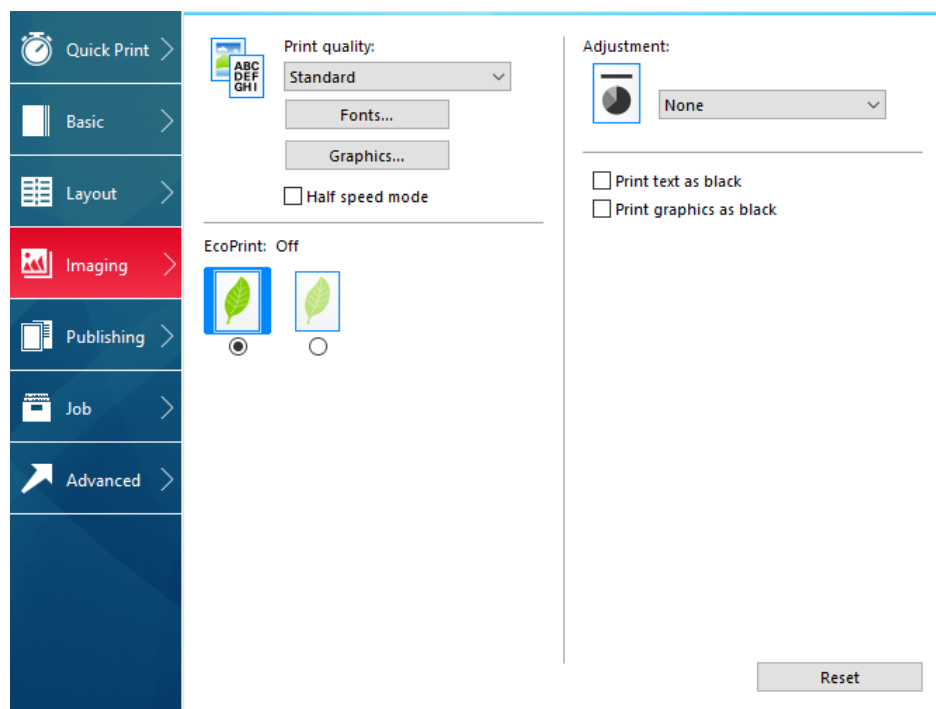 Quick Print
Basic
Layout
Imaging
Publishing
Job
Advanced
ABC
DEF
GHI
Print quality:
Standard
Fonts...
Graphics...
Half speed mode
EcoPrint: Off
Adjustment:
None
Print text as black
Print graphics as black
Reset